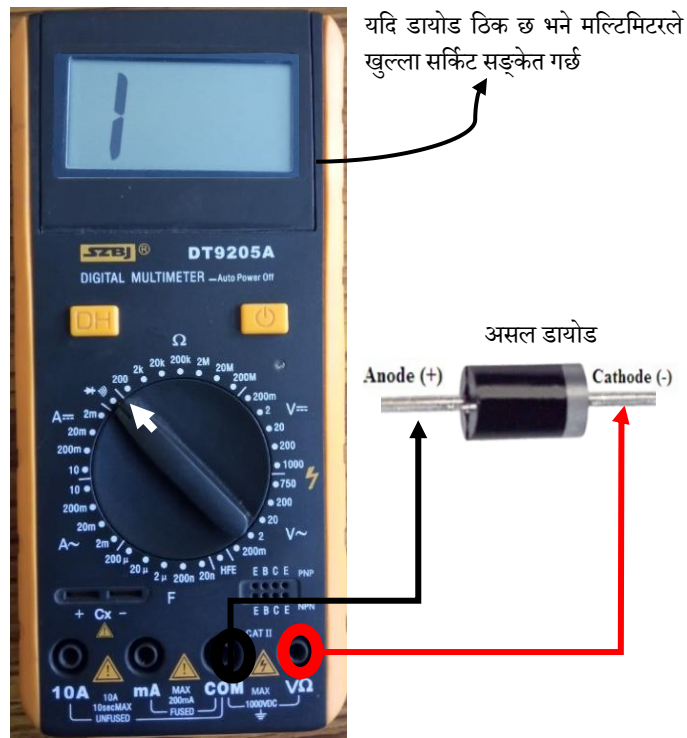 यदि डायोड ठिक छ भने मल्टिमिटरले
खुल्ला सर्किट सङ्केत गर्छ
1
SZBJ ®
DT9205A
DIGITAL MULTIMETER – Auto Power Off
DH
Ω
200 2k 20k 200k 2M 20M 200M
A⎓ 2m 20m 200m 10
10 200m 20m 2m 200µ
A~
200m 2 20 200 1000
V⎓
750 200 20 2 200m
V~
20µ 2µ 200n 20n HFE
F
E B C E PNP
E B C E NPN
+ Cx −
CAT II
10A mA COM VΩ
10A
10secMAX
UNFUSED
MAX
200mA
FUSED
MAX
1000VDC
असल डायोड
Anode (+) Cathode (-)